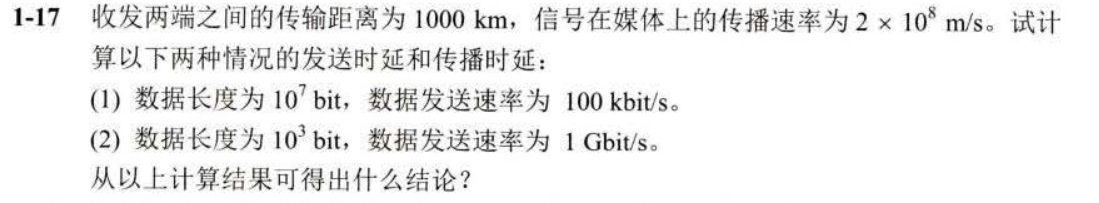 1-17 收发两端之间的传输距离为 1000 km，信号在媒体上的传播速率为 2 × 10⁸ m/s。试计
算以下两种情况的发送时延和传播时延：
(1) 数据长度为 10⁷ bit，数据发送速率为 100 kbit/s。
(2) 数据长度为 10³ bit，数据发送速率为 1 Gbit/s。
从以上计算结果可得出什么结论？